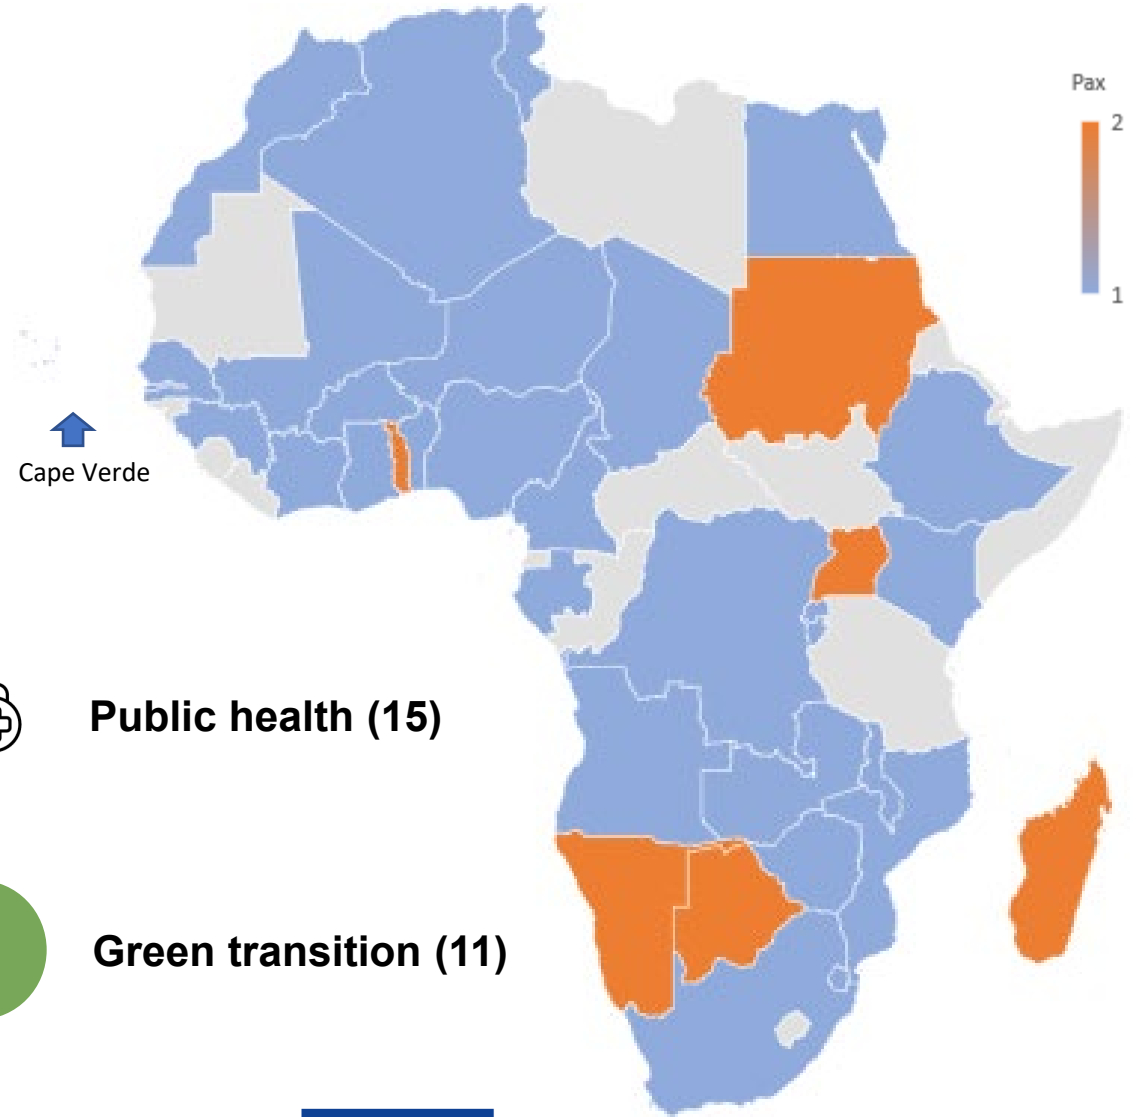 Pax
2
1
Cape Verde
Public health (15)
Green transition (11)